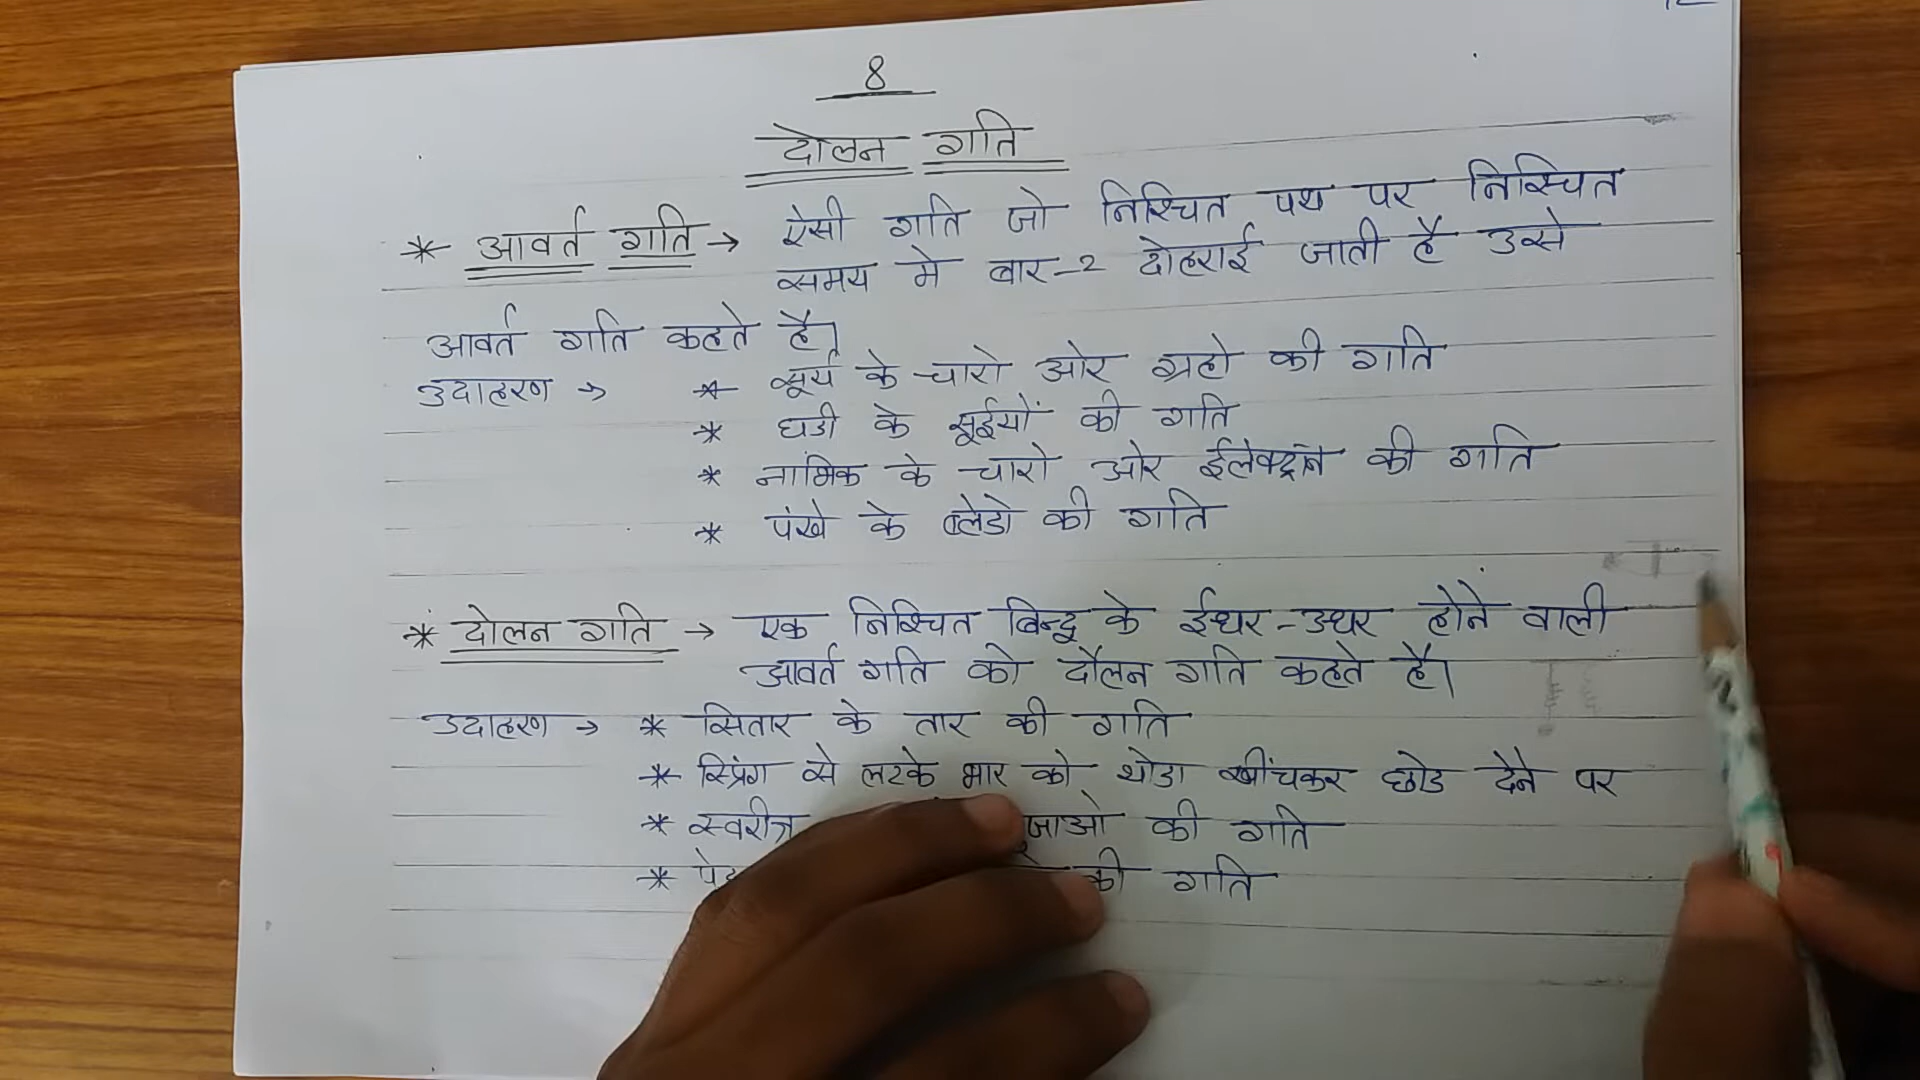 8
दोलन गति
* आवर्त गति → ऐसी गति जो निश्चित पथ पर निश्चित
समय मे बार-2 दोहराई जाती है उसे
आवर्त गति कहते है।
उदाहरण → * सूर्य के चारो ओर ग्रहो की गति
* घडी के सूईयों की गति
* नाभिक के चारो ओर ईलेक्ट्रान की गति
* पंखे के ब्लेडो की गति
* दोलन गति → एक निश्चित बिन्दू के ईधर-उधर होने वाली
आवर्त गति को दौलन गति कहते है।
उदाहरण → * सितार के तार की गति
* स्प्रिंग से लटके भार को थोडा खींचकर छोड देने पर
* की गति
* की गति